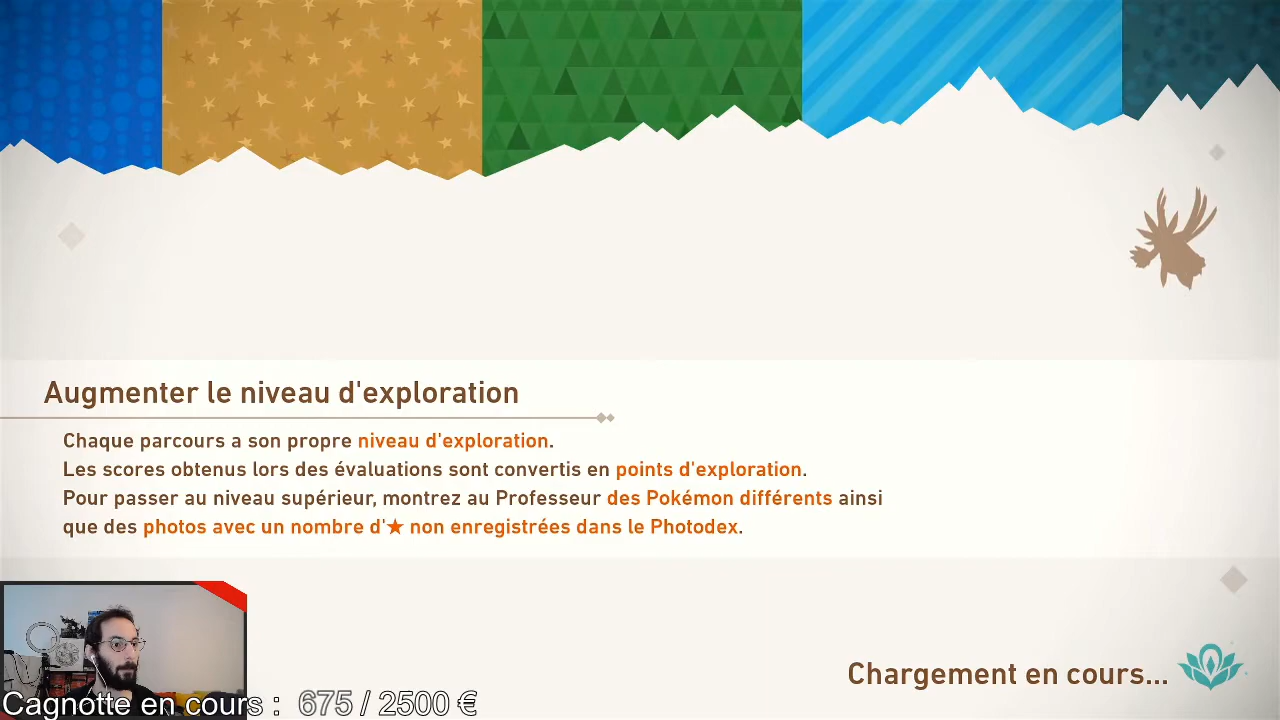 Augmenter le niveau d'exploration
Chaque parcours a son propre niveau d'exploration.
Les scores obtenus lors des évaluations sont convertis en points d'exploration.
Pour passer au niveau supérieur, montrez au Professeur des Pokémon différents ainsi
que des photos avec un nombre d'★ non enregistrées dans le Photodex.
Chargement en cours...
Cagnotte en cours : 675 / 2500 €